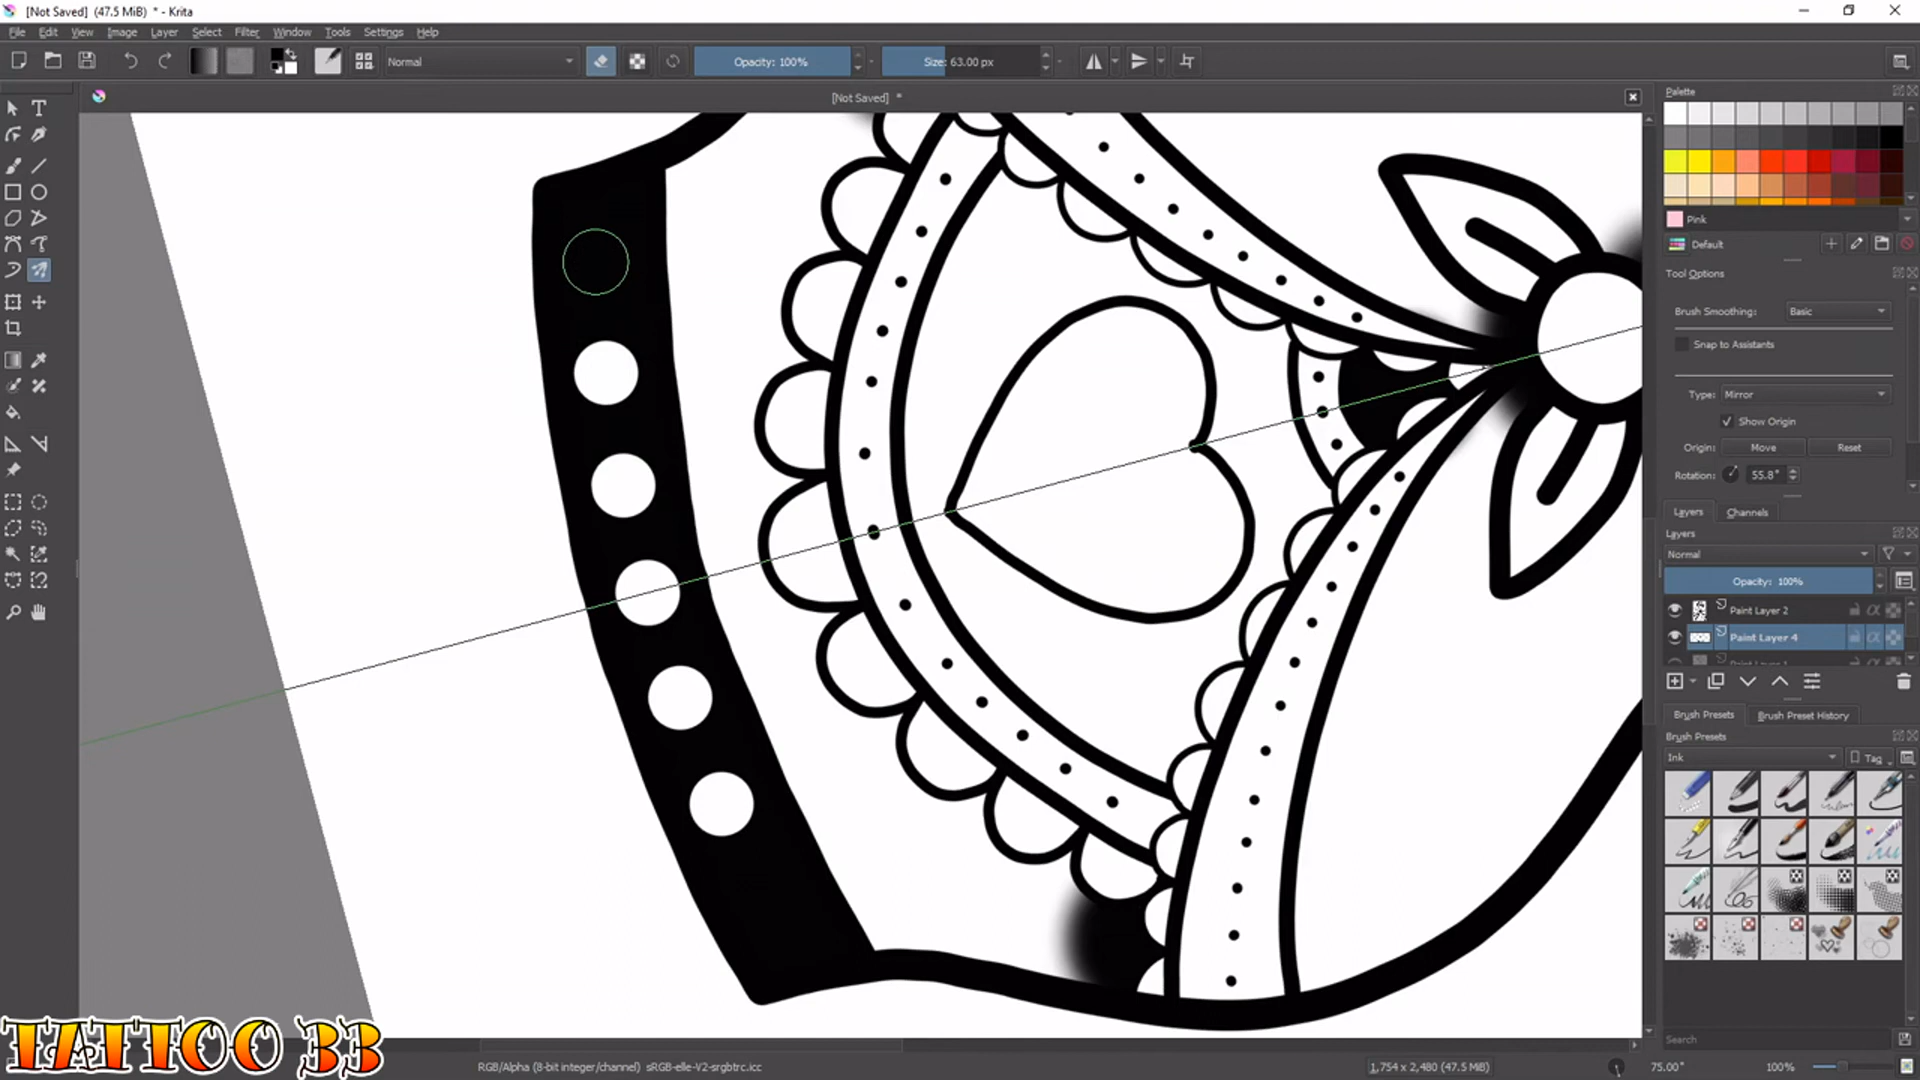 [Not Saved]  (47.5 MiB)  * - Krita
File Edit View Image Layer Select Filter Window Tools Settings Help
Normal
Opacity: 100%
Size: 63.00 px
[Not Saved]  *
Palette
Pink
Default
Tool Options
Brush Smoothing: Basic
Snap to Assistants
Type: Mirror
Show Origin
Origin: Move Reset
Rotation: 55.8°
Layers Channels
Layers
Normal
Opacity: 100%
Paint Layer 2
Paint Layer 4
Brush Presets Brush Preset History
Brush Presets
Ink
Tag
Search
TATTOO BB
RGB/Alpha (8-bit integer/channel)  sRGB-elle-V2-srgbtrc.icc
1,754 x 2,480 (47.5 MiB)
75.00°
100%